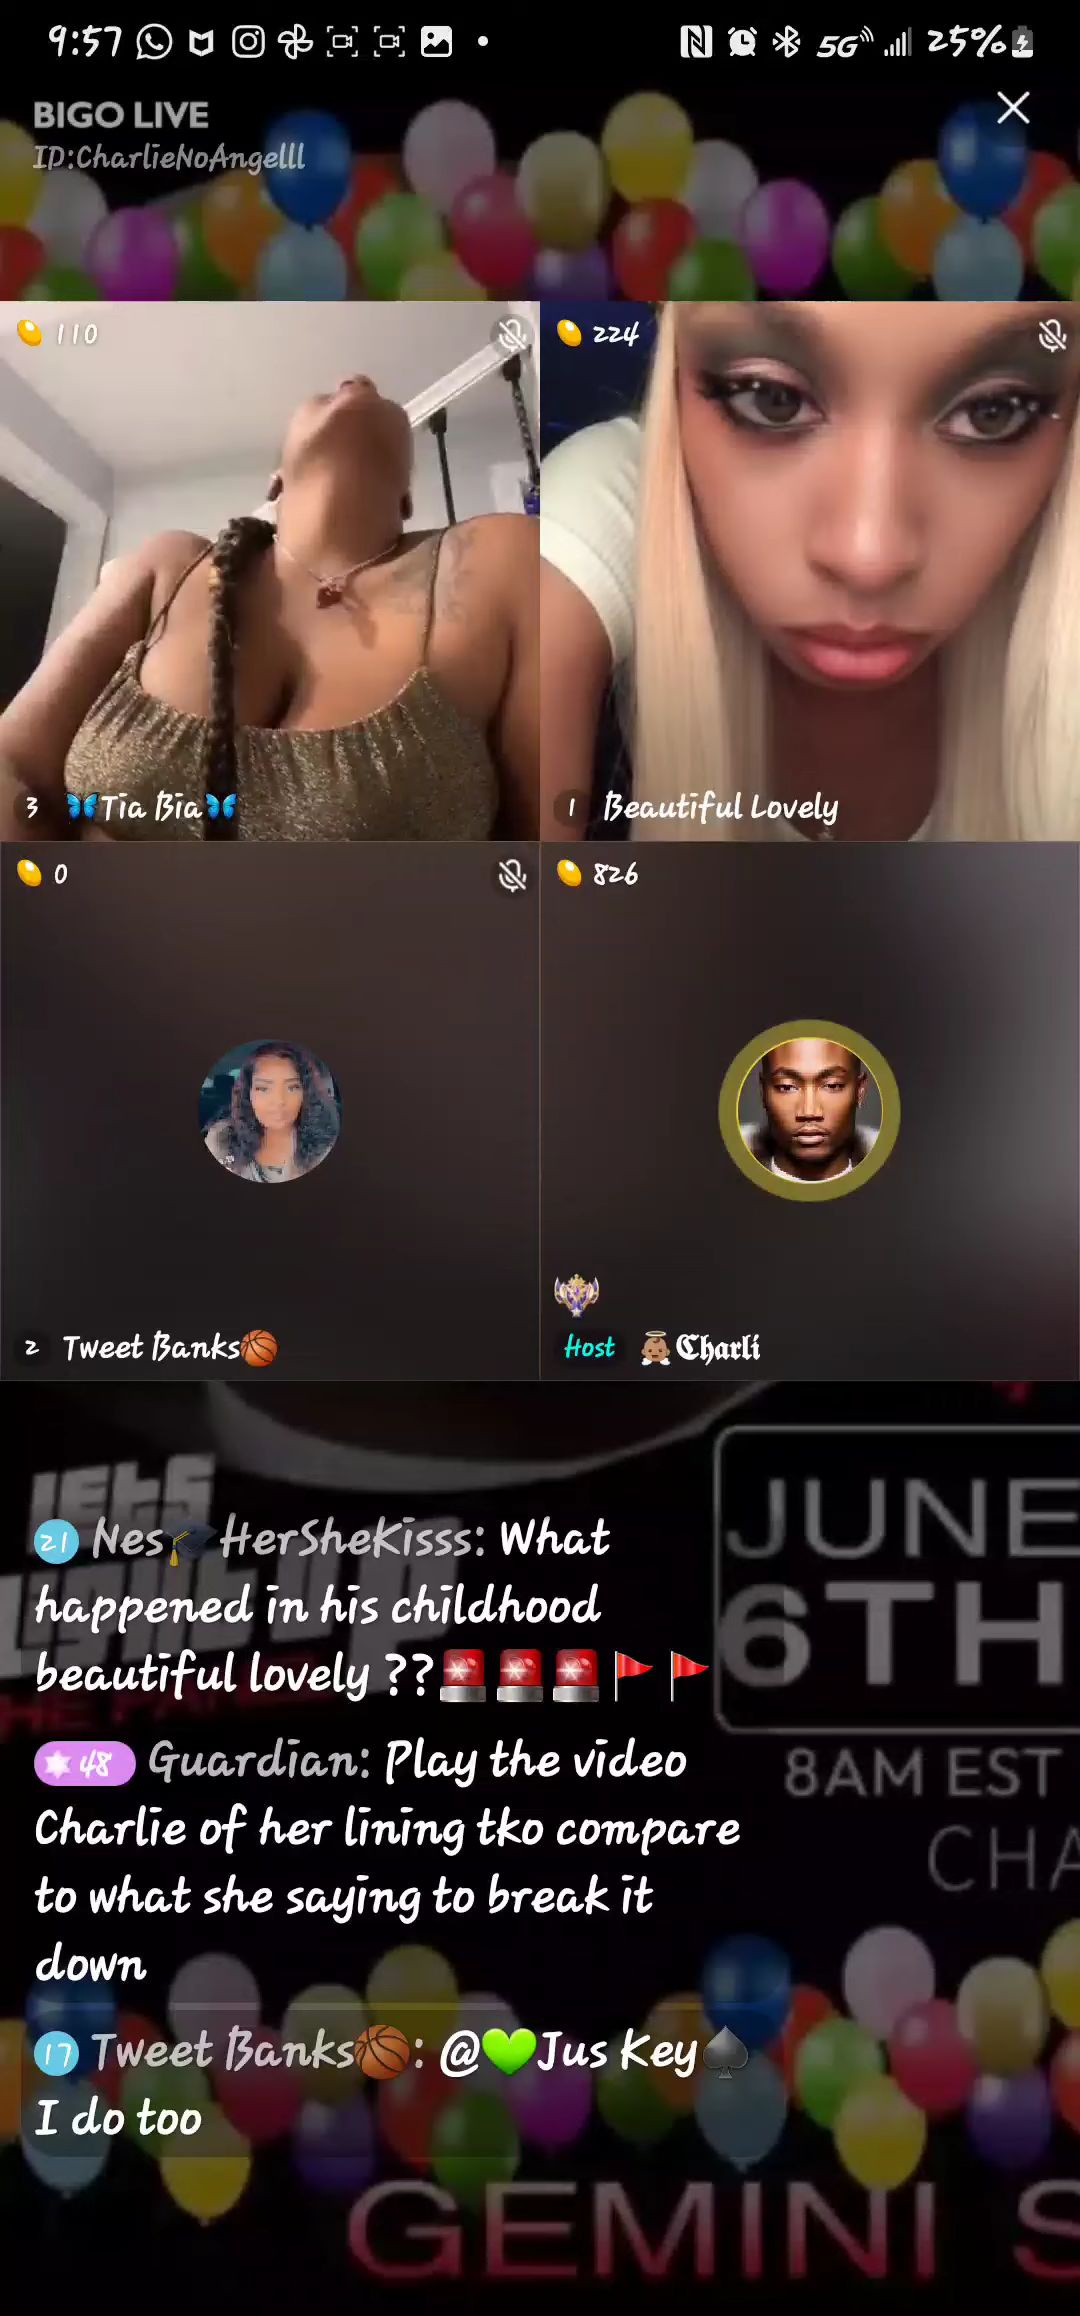 9:57 5G 25%
BIGO LIVE
ID:CharlieNoAngelll
110
224
3 🦋Tia Bia🦋
1 Beautiful Lovely
0
826
2 Tweet Banks🏀
Host 👼🏽𝕮𝖍𝖆𝖗𝖑𝖎
LETS
JUNE
21 Nes🎓HerSheKisss: What
happened in his childhood
6TH
beautiful lovely ??🚨🚨🚨🚩🚩
48 Guardian: Play the video
8AM EST
Charlie of her lining tko compare
CHA
to what she saying to break it
down
17 Tweet Banks🏀: @💚Jus Key♠️
I do too
GEMINI S